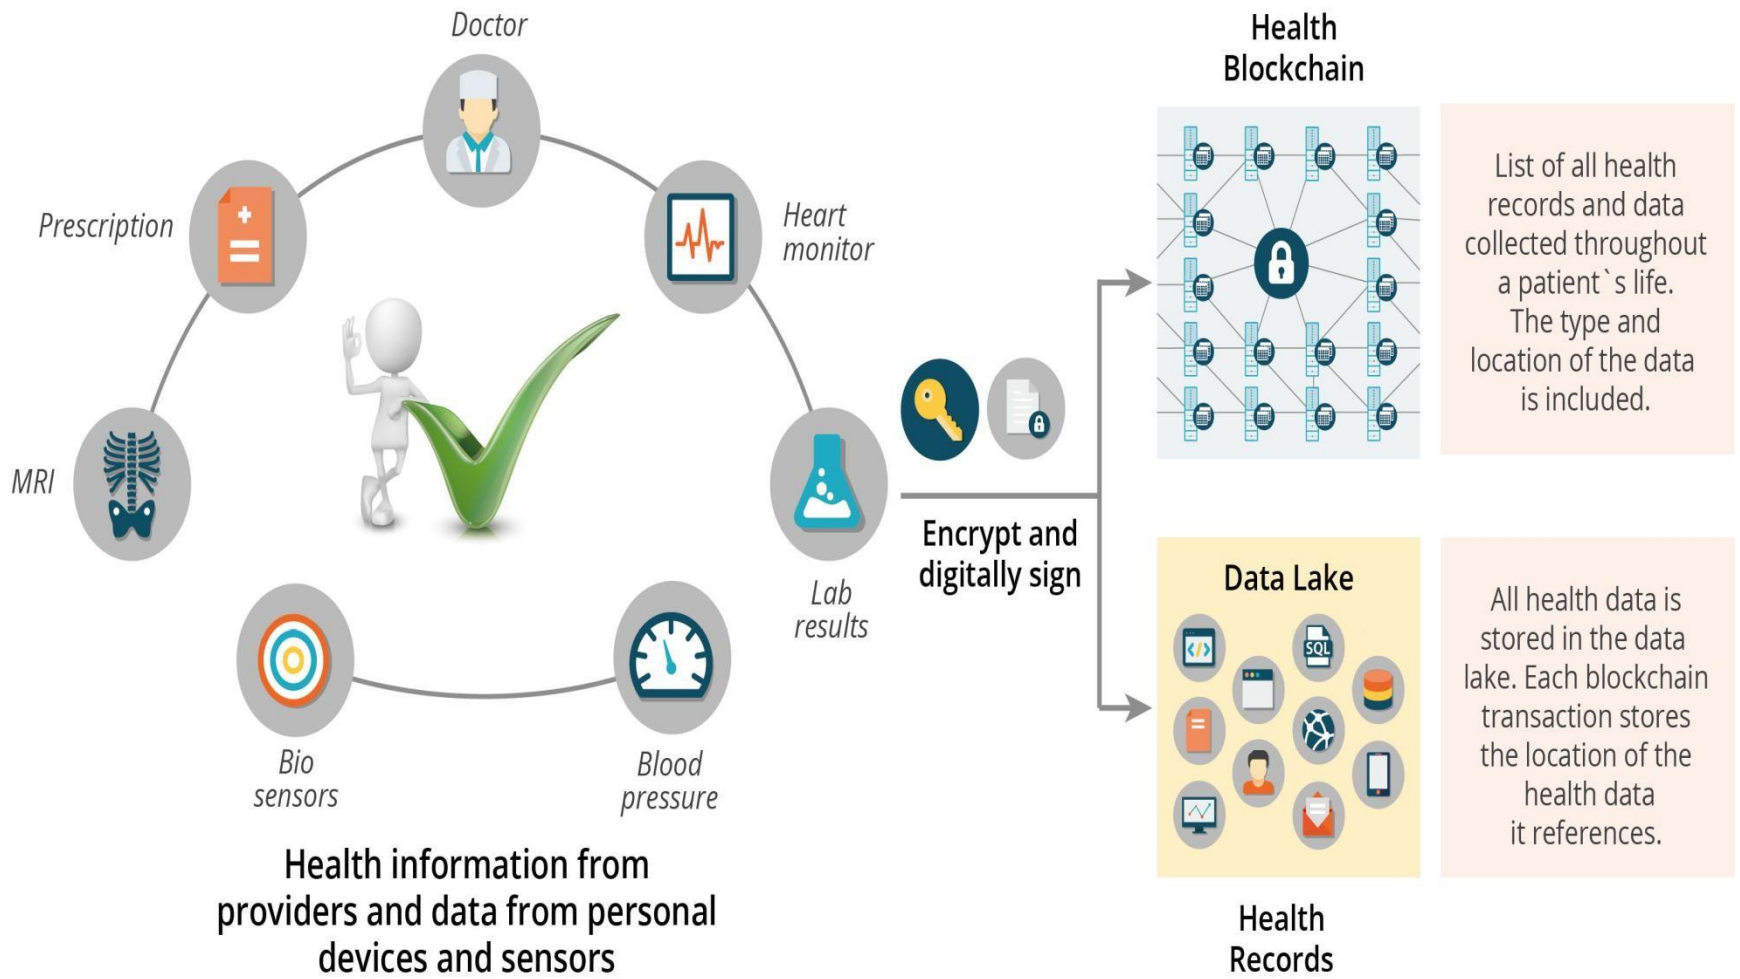 Doctor
Prescription
Heart
monitor
MRI
Lab
results
Bio
sensors
Blood
pressure
Health information from
providers and data from personal
devices and sensors
Encrypt and
digitally sign
Health
Blockchain
List of all health
records and data
collected throughout
a patient`s life.
The type and
location of the data
is included.
Data Lake
SQL
</>
All health data is
stored in the data
lake. Each blockchain
transaction stores
the location of the
health data
it references.
Health
Records